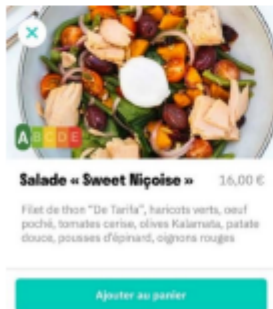 A B C D E
Salade « Sweet Niçoise » 16,00 €
Filet de thon "De Tarifa", haricots verts, oeuf
poché, tomates cerise, olives Kalamata, patate
douce, pousses d'épinard, oignons rouges
Ajouter au panier